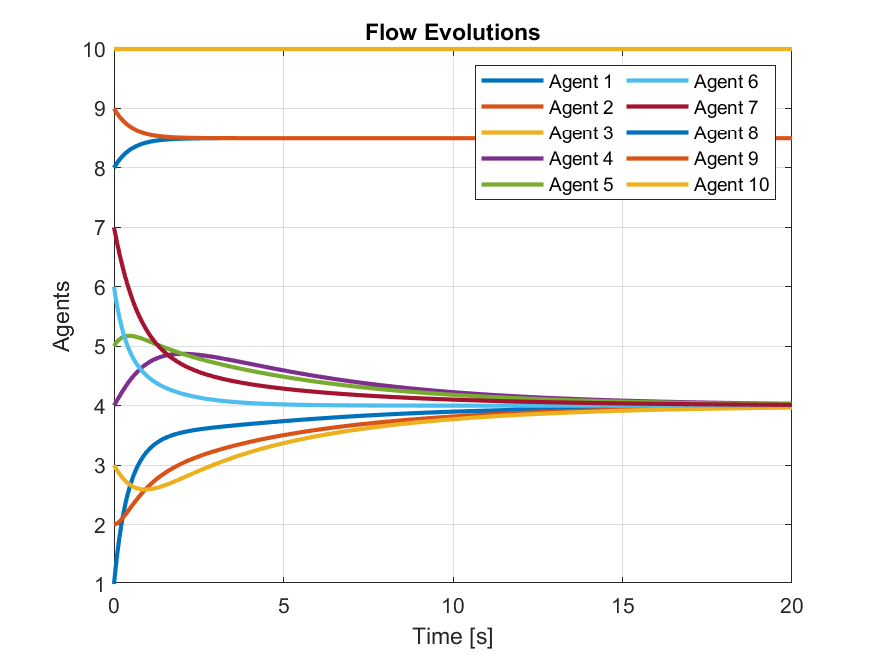 Flow Evolutions
10
9
8
7
6
5
4
3
2
1
Agents
Agent 1
Agent 2
Agent 3
Agent 4
Agent 5
Agent 6
Agent 7
Agent 8
Agent 9
Agent 10
0
5
10
15
20
Time [s]